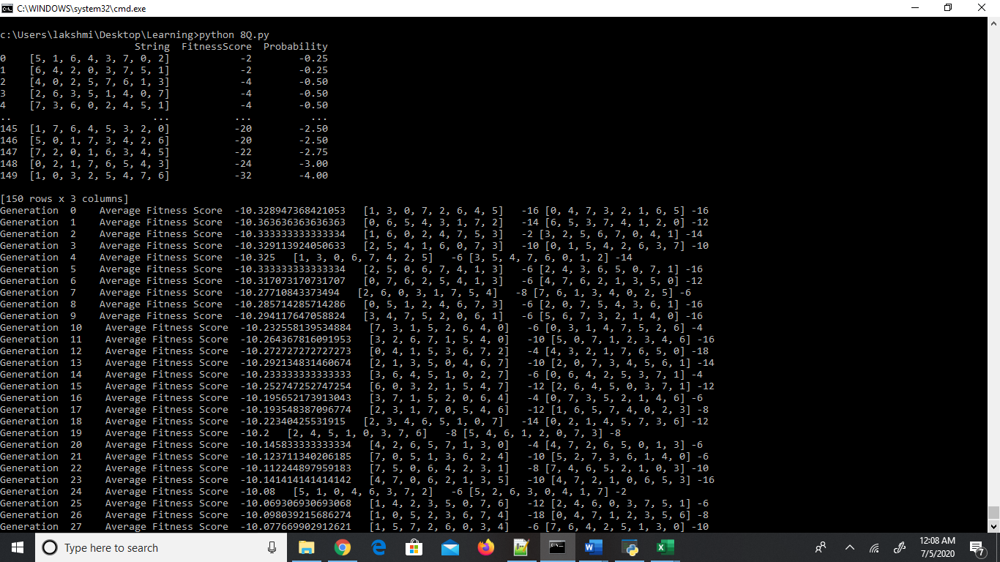 C:\WINDOWS\system32\cmd.exe
c:\Users\lakshmi\Desktop\Learning>python 8Q.py
String FitnessScore Probability
0 [5, 1, 6, 4, 3, 7, 0, 2] -2 -0.25
1 [6, 4, 2, 0, 3, 7, 5, 1] -2 -0.25
2 [4, 0, 2, 5, 7, 6, 1, 3] -4 -0.50
3 [2, 6, 3, 5, 1, 4, 0, 7] -4 -0.50
4 [7, 3, 6, 0, 2, 4, 5, 1] -4 -0.50
.. ... ... ...
145 [1, 7, 6, 4, 5, 3, 2, 0] -20 -2.50
146 [5, 0, 1, 7, 3, 4, 2, 6] -20 -2.50
147 [7, 2, 0, 1, 6, 3, 4, 5] -22 -2.75
148 [0, 2, 1, 7, 6, 5, 4, 3] -24 -3.00
149 [1, 0, 3, 2, 5, 4, 7, 6] -32 -4.00
[150 rows x 3 columns]
Generation 0 Average Fitness Score -10.328947368421053 [1, 3, 0, 7, 2, 6, 4, 5] -16 [0, 4, 7, 3, 2, 1, 6, 5] -16
Generation 1 Average Fitness Score -10.363636363636363 [0, 6, 5, 4, 3, 1, 7, 2] -14 [6, 5, 3, 7, 4, 1, 2, 0] -12
Generation 2 Average Fitness Score -10.333333333333334 [1, 6, 0, 2, 4, 7, 5, 3] -2 [3, 2, 5, 6, 7, 0, 4, 1] -14
Generation 3 Average Fitness Score -10.329113924050633 [2, 5, 4, 1, 6, 0, 7, 3] -10 [0, 1, 5, 4, 2, 6, 3, 7] -10
Generation 4 Average Fitness Score -10.325 [1, 3, 0, 6, 7, 4, 2, 5] -6 [3, 5, 4, 7, 6, 0, 1, 2] -14
Generation 5 Average Fitness Score -10.333333333333334 [2, 5, 0, 6, 7, 4, 1, 3] -6 [2, 4, 3, 6, 5, 0, 7, 1] -16
Generation 6 Average Fitness Score -10.317073170731707 [0, 7, 6, 2, 5, 4, 1, 3] -6 [4, 7, 6, 2, 1, 3, 5, 0] -12
Generation 7 Average Fitness Score -10.27710843373494 [2, 6, 0, 3, 1, 7, 5, 4] -8 [7, 6, 1, 3, 4, 0, 2, 5] -6
Generation 8 Average Fitness Score -10.285714285714286 [0, 5, 1, 2, 4, 6, 7, 3] -6 [2, 0, 7, 5, 4, 3, 6, 1] -16
Generation 9 Average Fitness Score -10.294117647058824 [3, 4, 7, 5, 2, 0, 6, 1] -6 [5, 6, 7, 3, 2, 1, 4, 0] -16
Generation 10 Average Fitness Score -10.232558139534884 [7, 3, 1, 5, 2, 6, 4, 0] -6 [0, 3, 1, 4, 7, 5, 2, 6] -4
Generation 11 Average Fitness Score -10.264367816091953 [3, 2, 6, 7, 1, 5, 4, 0] -10 [5, 0, 7, 1, 2, 3, 4, 6] -16
Generation 12 Average Fitness Score -10.272727272727273 [0, 4, 1, 5, 3, 6, 7, 2] -4 [4, 3, 2, 1, 7, 6, 5, 0] -18
Generation 13 Average Fitness Score -10.292134831460674 [2, 1, 3, 5, 0, 4, 6, 7] -10 [2, 0, 7, 3, 4, 5, 6, 1] -14
Generation 14 Average Fitness Score -10.233333333333333 [3, 6, 4, 5, 1, 0, 2, 7] -6 [0, 6, 4, 2, 5, 3, 7, 1] -4
Generation 15 Average Fitness Score -10.252747252747254 [6, 0, 3, 2, 1, 5, 4, 7] -12 [2, 6, 4, 5, 0, 3, 7, 1] -12
Generation 16 Average Fitness Score -10.195652173913043 [3, 7, 1, 5, 2, 0, 6, 4] -4 [0, 7, 3, 5, 2, 1, 4, 6] -6
Generation 17 Average Fitness Score -10.193548387096774 [2, 3, 1, 7, 0, 5, 4, 6] -12 [1, 6, 5, 7, 4, 0, 2, 3] -8
Generation 18 Average Fitness Score -10.22340425531915 [2, 3, 4, 6, 5, 1, 0, 7] -14 [0, 2, 1, 4, 5, 7, 3, 6] -12
Generation 19 Average Fitness Score -10.2 [2, 4, 5, 1, 0, 3, 7, 6] -8 [5, 4, 6, 1, 2, 0, 7, 3] -8
Generation 20 Average Fitness Score -10.145833333333334 [4, 2, 6, 5, 7, 1, 3, 0] -4 [4, 7, 2, 6, 5, 0, 1, 3] -6
Generation 21 Average Fitness Score -10.123711340206185 [7, 0, 5, 1, 3, 6, 2, 4] -10 [5, 2, 7, 3, 6, 1, 4, 0] -6
Generation 22 Average Fitness Score -10.112244897959183 [7, 5, 0, 6, 4, 2, 3, 1] -8 [7, 4, 6, 5, 2, 1, 0, 3] -10
Generation 23 Average Fitness Score -10.141414141414142 [4, 7, 0, 6, 2, 1, 3, 5] -10 [4, 7, 2, 1, 0, 6, 5, 3] -16
Generation 24 Average Fitness Score -10.08 [5, 1, 0, 4, 6, 3, 7, 2] -6 [5, 2, 6, 3, 0, 4, 1, 7] -2
Generation 25 Average Fitness Score -10.069306930693068 [1, 4, 2, 3, 5, 0, 7, 6] -12 [2, 4, 6, 0, 3, 7, 5, 1] -6
Generation 26 Average Fitness Score -10.098039215686274 [1, 0, 5, 2, 3, 6, 7, 4] -18 [0, 4, 7, 1, 2, 3, 5, 6] -8
Generation 27 Average Fitness Score -10.077669902912621 [1, 5, 7, 2, 6, 0, 3, 4] -6 [7, 6, 4, 2, 5, 1, 3, 0] -10
Type here to search
12:08 AM
7/5/2020
7